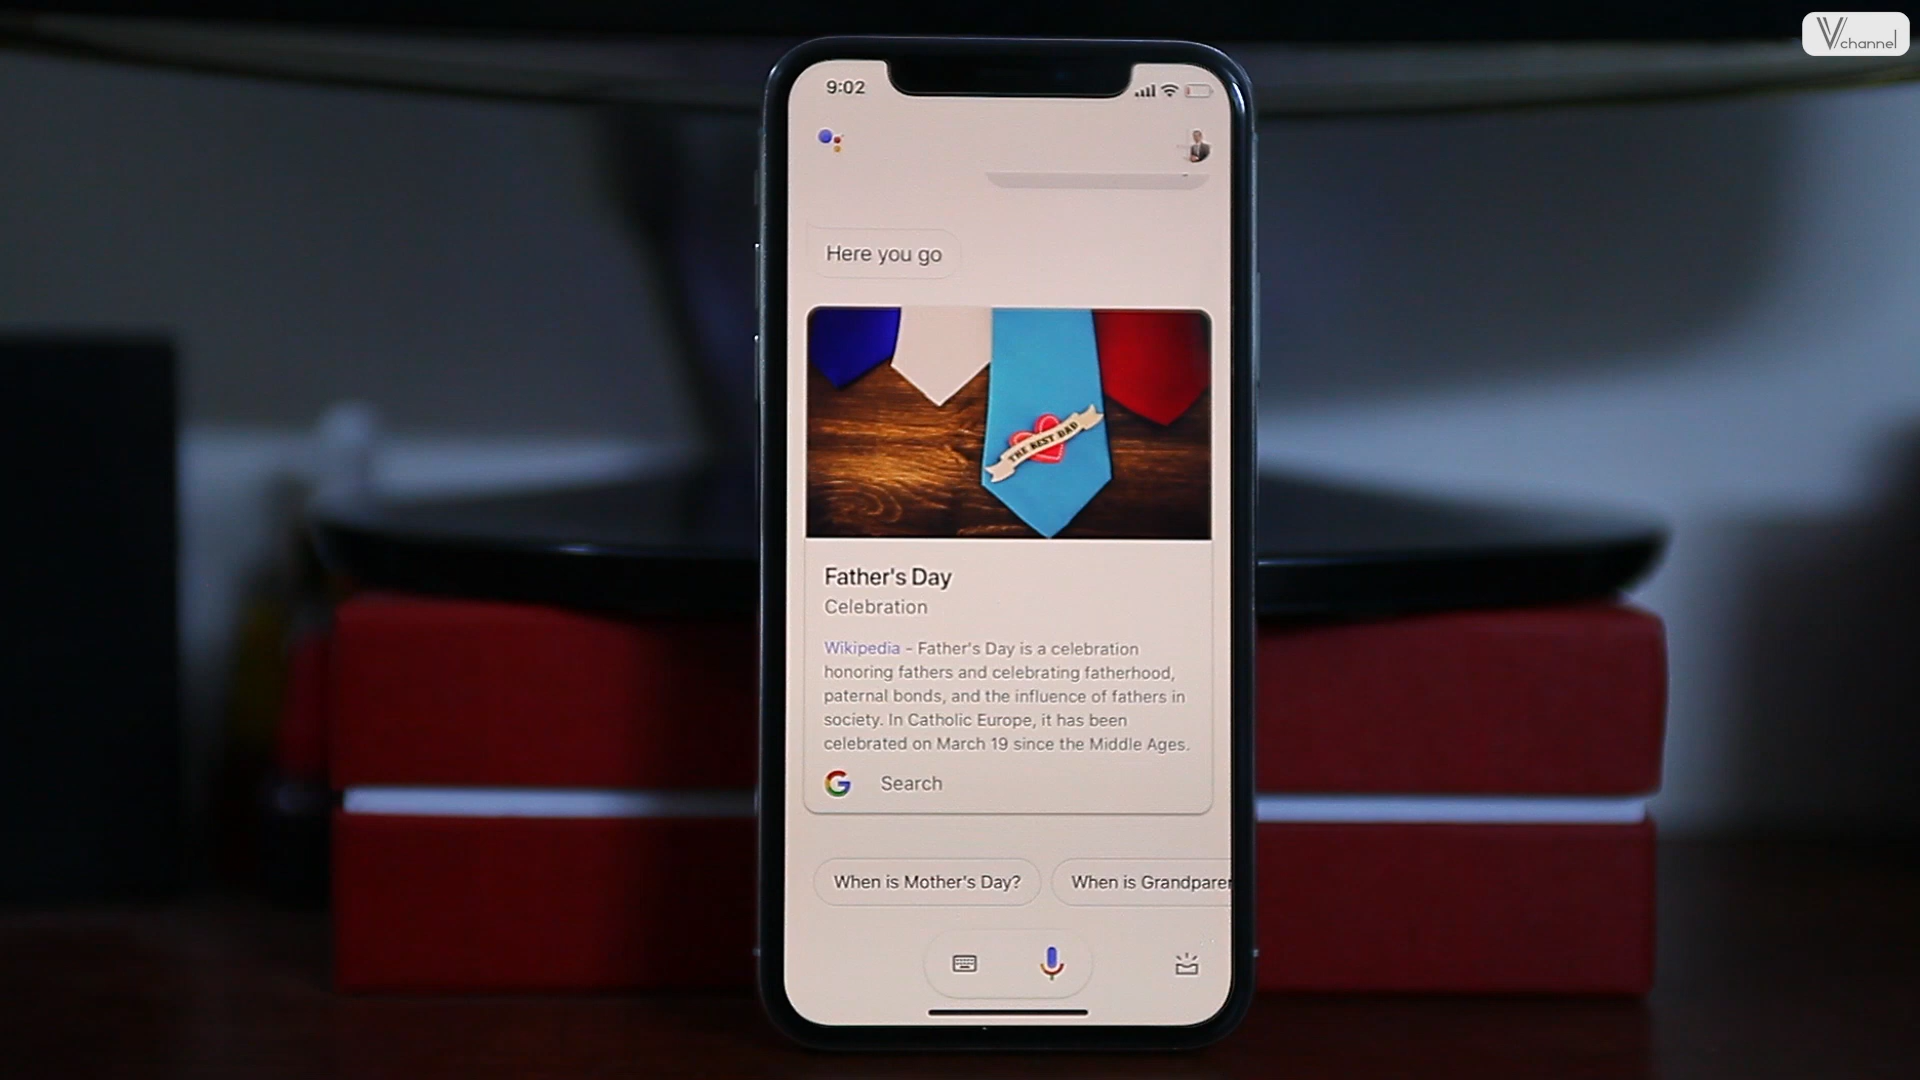 Vchannel
9:02
Here you go
THE BEST DAD
Father's Day
Celebration
Wikipedia - Father's Day is a celebration
honoring fathers and celebrating fatherhood,
paternal bonds, and the influence of fathers in
society. In Catholic Europe, it has been
celebrated on March 19 since the Middle Ages.
G Search
When is Mother's Day? When is Grandparen